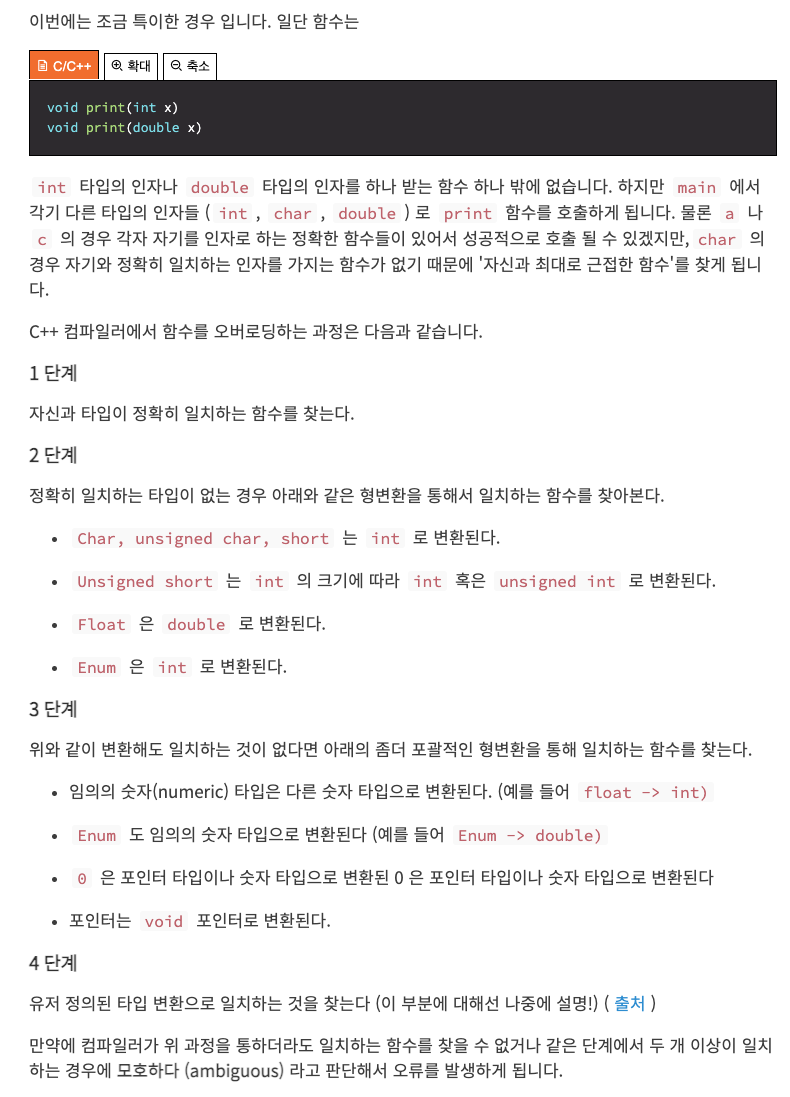 이번에는 조금 특이한 경우 입니다. 일단 함수는
C/C++ 확대 축소
void print(int x)
void print(double x)
int 타입의 인자나 double 타입의 인자를 하나 받는 함수 하나 밖에 없습니다. 하지만 main 에서
각기 다른 타입의 인자들 ( int , char , double ) 로 print 함수를 호출하게 됩니다. 물론 a 나
c 의 경우 각자 자기를 인자로 하는 정확한 함수들이 있어서 성공적으로 호출 될 수 있겠지만, char 의
경우 자기와 정확히 일치하는 인자를 가지는 함수가 없기 때문에 '자신과 최대로 근접한 함수'를 찾게 됩니
다.
C++ 컴파일러에서 함수를 오버로딩하는 과정은 다음과 같습니다.
1 단계
자신과 타입이 정확히 일치하는 함수를 찾는다.
2 단계
정확히 일치하는 타입이 없는 경우 아래와 같은 형변환을 통해서 일치하는 함수를 찾아본다.
• Char, unsigned char, short 는 int 로 변환된다.
• Unsigned short 는 int 의 크기에 따라 int 혹은 unsigned int 로 변환된다.
• Float 은 double 로 변환된다.
• Enum 은 int 로 변환된다.
3 단계
위와 같이 변환해도 일치하는 것이 없다면 아래의 좀더 포괄적인 형변환을 통해 일치하는 함수를 찾는다.
• 임의의 숫자(numeric) 타입은 다른 숫자 타입으로 변환된다. (예를 들어 float -> int)
• Enum 도 임의의 숫자 타입으로 변환된다 (예를 들어 Enum -> double)
• 0 은 포인터 타입이나 숫자 타입으로 변환된 0 은 포인터 타입이나 숫자 타입으로 변환된다
• 포인터는 void 포인터로 변환된다.
4 단계
유저 정의된 타입 변환으로 일치하는 것을 찾는다 (이 부분에 대해선 나중에 설명!) ( 출처 )
만약에 컴파일러가 위 과정을 통하더라도 일치하는 함수를 찾을 수 없거나 같은 단계에서 두 개 이상이 일치
하는 경우에 모호하다 (ambiguous) 라고 판단해서 오류를 발생하게 됩니다.